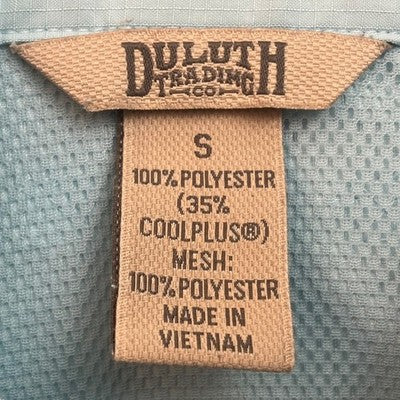 DULUTH
TRADING
CO
S
100% POLYESTER
(35%
COOLPLUS®)
MESH:
100% POLYESTER
MADE IN
VIETNAM